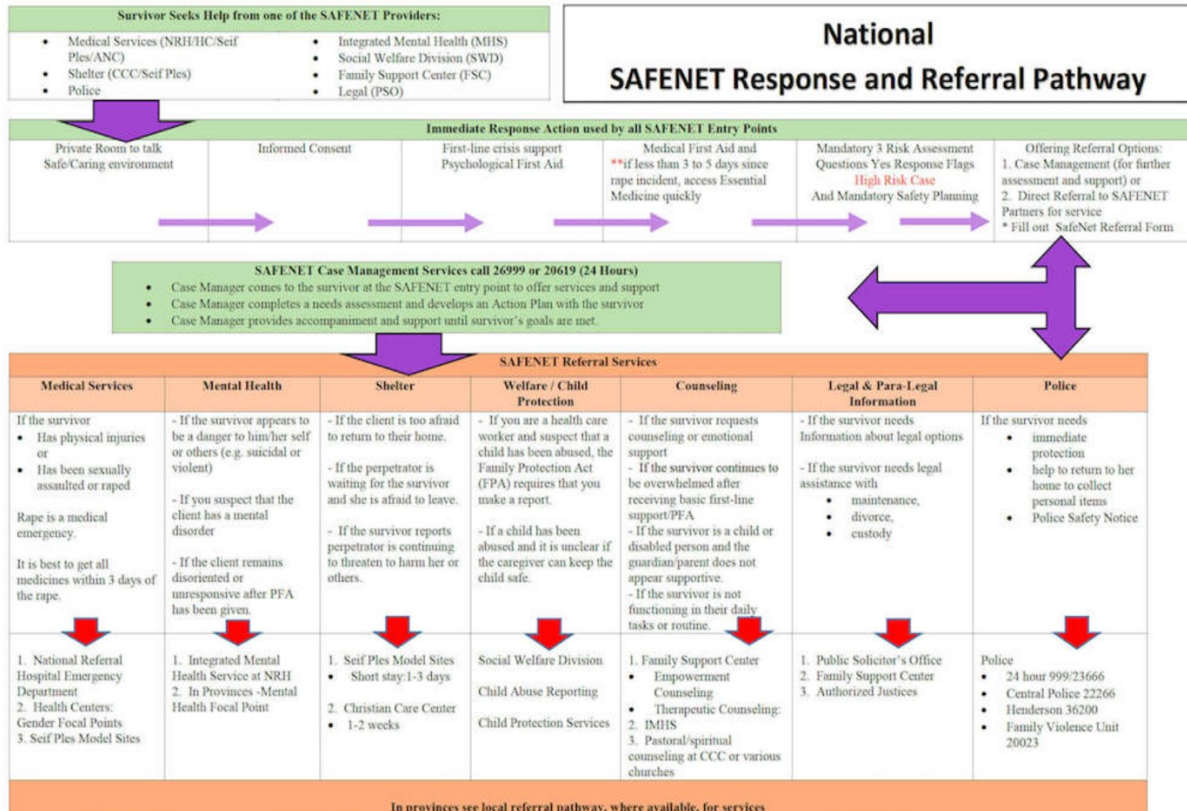 Survivor Seeks Help from one of the SAFENET Providers:
• Medical Services (NRH/HC/Seif
Ples/ANC)
• Shelter (CCC/Seif Ples)
• Police
• Integrated Mental Health (MHS)
• Social Welfare Division (SWD)
• Family Support Center (FSC)
• Legal (PSO)
National
SAFENET Response and Referral Pathway
Immediate Response Action used by all SAFENET Entry Points
Private Room to talk
Safe/Caring environment
Informed Consent
First-line crisis support
Psychological First Aid
Medical First Aid and
**if less than 3 to 5 days since
rape incident, access Essential
Medicine quickly
Mandatory 3 Risk Assessment
Questions Yes Response Flags
High Risk Case
And Mandatory Safety Planning
Offering Referral Options:
1. Case Management (for further
assessment and support) or
2. Direct Referral to SAFENET
Partners for service
* Fill out SafeNet Referral Form
SAFENET Case Management Services call 26999 or 20619 (24 Hours)
• Case Manager comes to the survivor at the SAFENET entry point to offer services and support
• Case Manager completes a needs assessment and develops an Action Plan with the survivor
• Case Manager provides accompaniment and support until survivor's goals are met.
SAFENET Referral Services
Medical Services
If the survivor
• Has physical injuries
or
• Has been sexually
assaulted or raped
Rape is a medical
emergency.
It is best to get all
medicines within 3 days of
the rape.
1. National Referral
Hospital Emergency
Department
2. Health Centers:
Gender Focal Points
3. Seif Ples Model Sites
Mental Health
- If the survivor appears to
be a danger to him/her self
or others (e.g. suicidal or
violent)
- If you suspect that the
client has a mental
disorder
- If the client remains
disoriented or
unresponsive after PFA
has been given.
1. Integrated Mental
Health Service at NRH
2. In Provinces -Mental
Health Focal Point
Shelter
- If the client is too afraid
to return to their home.
- If the perpetrator is
waiting for the survivor
and she is afraid to leave.
- If the survivor reports
perpetrator is continuing
to threaten to harm her or
others.
1. Seif Ples Model Sites
• Short stay:1-3 days
2. Christian Care Center
• 1-2 weeks
Welfare / Child
Protection
- If you are a health care
worker and suspect that a
child has been abused, the
Family Protection Act
(FPA) requires that you
make a report.
- If a child has been
abused and it is unclear if
the caregiver can keep the
child safe.
Social Welfare Division
Child Abuse Reporting
Child Protection Services
Counseling
- If the survivor requests
counseling or emotional
support
- If the survivor continues to
be overwhelmed after
receiving basic first-line
support/PFA
- If the survivor is a child or
disabled person and the
guardian/parent does not
appear supportive.
- If the survivor is not
functioning in their daily
tasks or routine.
1. Family Support Center
• Empowerment
Counseling
• Therapeutic Counseling:
2. IMHS
3. Pastoral/spiritual
counseling at CCC or various
churches
Legal & Para-Legal
Information
- If the survivor needs
Information about legal options
- If the survivor needs legal
assistance with
• maintenance,
• divorce,
• custody
1. Public Solicitor's Office
2. Family Support Center
3. Authorized Justices
Police
If the survivor needs
• immediate
protection
• help to return to her
home to collect
personal items
• Police Safety Notice
Police
• 24 hour 999/23666
• Central Police 22266
• Henderson 36200
• Family Violence Unit
20023
In provinces see local referral pathway, where available, for services